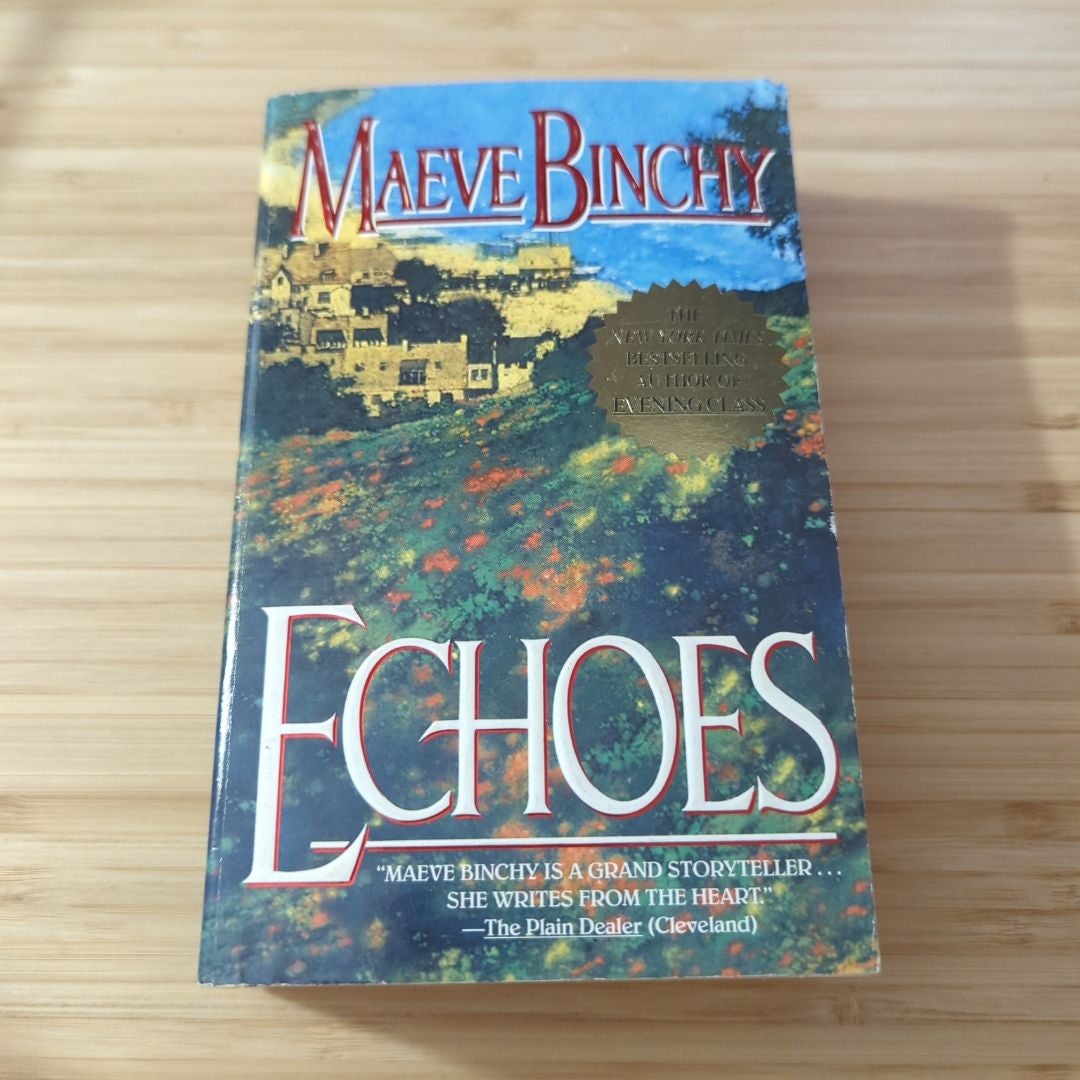 MAEVE BINCHY
THE
NEW YORK TIMES
BESTSELLING
AUTHOR OF
EVENING CLASS
ECHOES
“MAEVE BINCHY IS A GRAND STORYTELLER . . .
SHE WRITES FROM THE HEART.”
—The Plain Dealer (Cleveland)